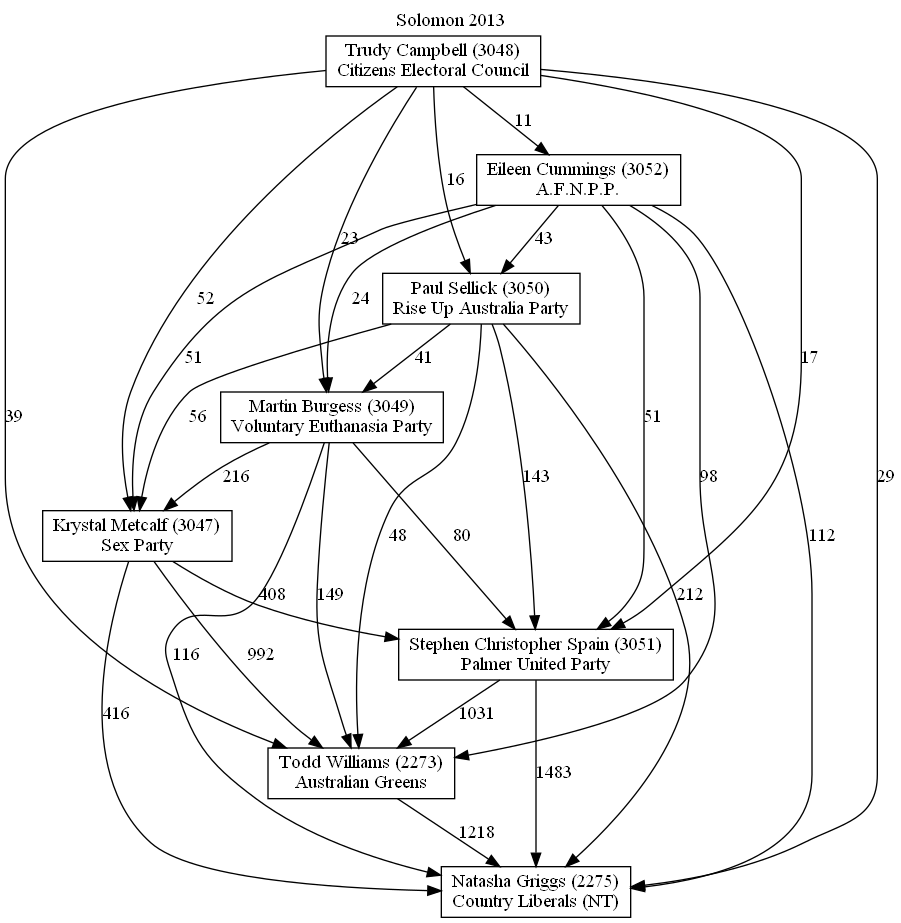 Solomon 2013
Trudy Campbell (3048)
Citizens Electoral Council
11
Eileen Cummings (3052)
A.F.N.P.P.
16
23
43
Paul Sellick (3050)
Rise Up Australia Party
52
24
51
41
17
56
Martin Burgess (3049)
Voluntary Euthanasia Party
39
51
216
143
98
29
Krystal Metcalf (3047)
Sex Party
48
80
112
408
149
212
Stephen Christopher Spain (3051)
Palmer United Party
116
992
416
1031
Todd Williams (2273)
Australian Greens
1483
1218
Natasha Griggs (2275)
Country Liberals (NT)